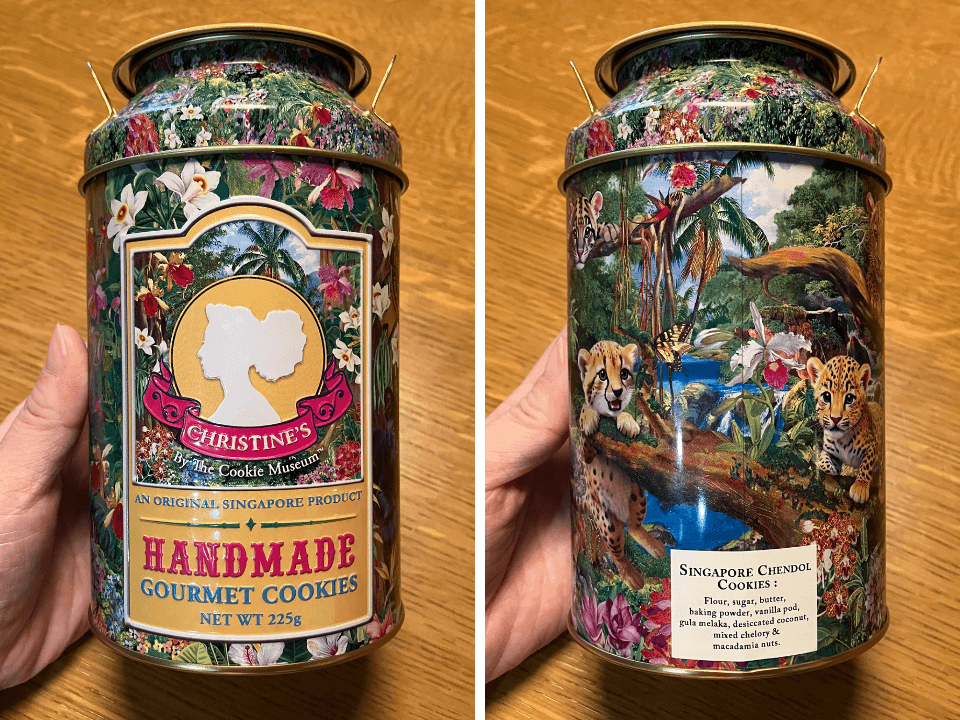 CHRISTINE'S
By The Cookie Museum™
AN ORIGINAL SINGAPORE PRODUCT
HANDMADE
GOURMET COOKIES
NET WT 225g
SINGAPORE CHENDOL
COOKIES :
Flour, sugar, butter,
baking powder, vanilla pod,
gula melaka, desiccated coconut,
mixed chelory &
macadamia nuts.